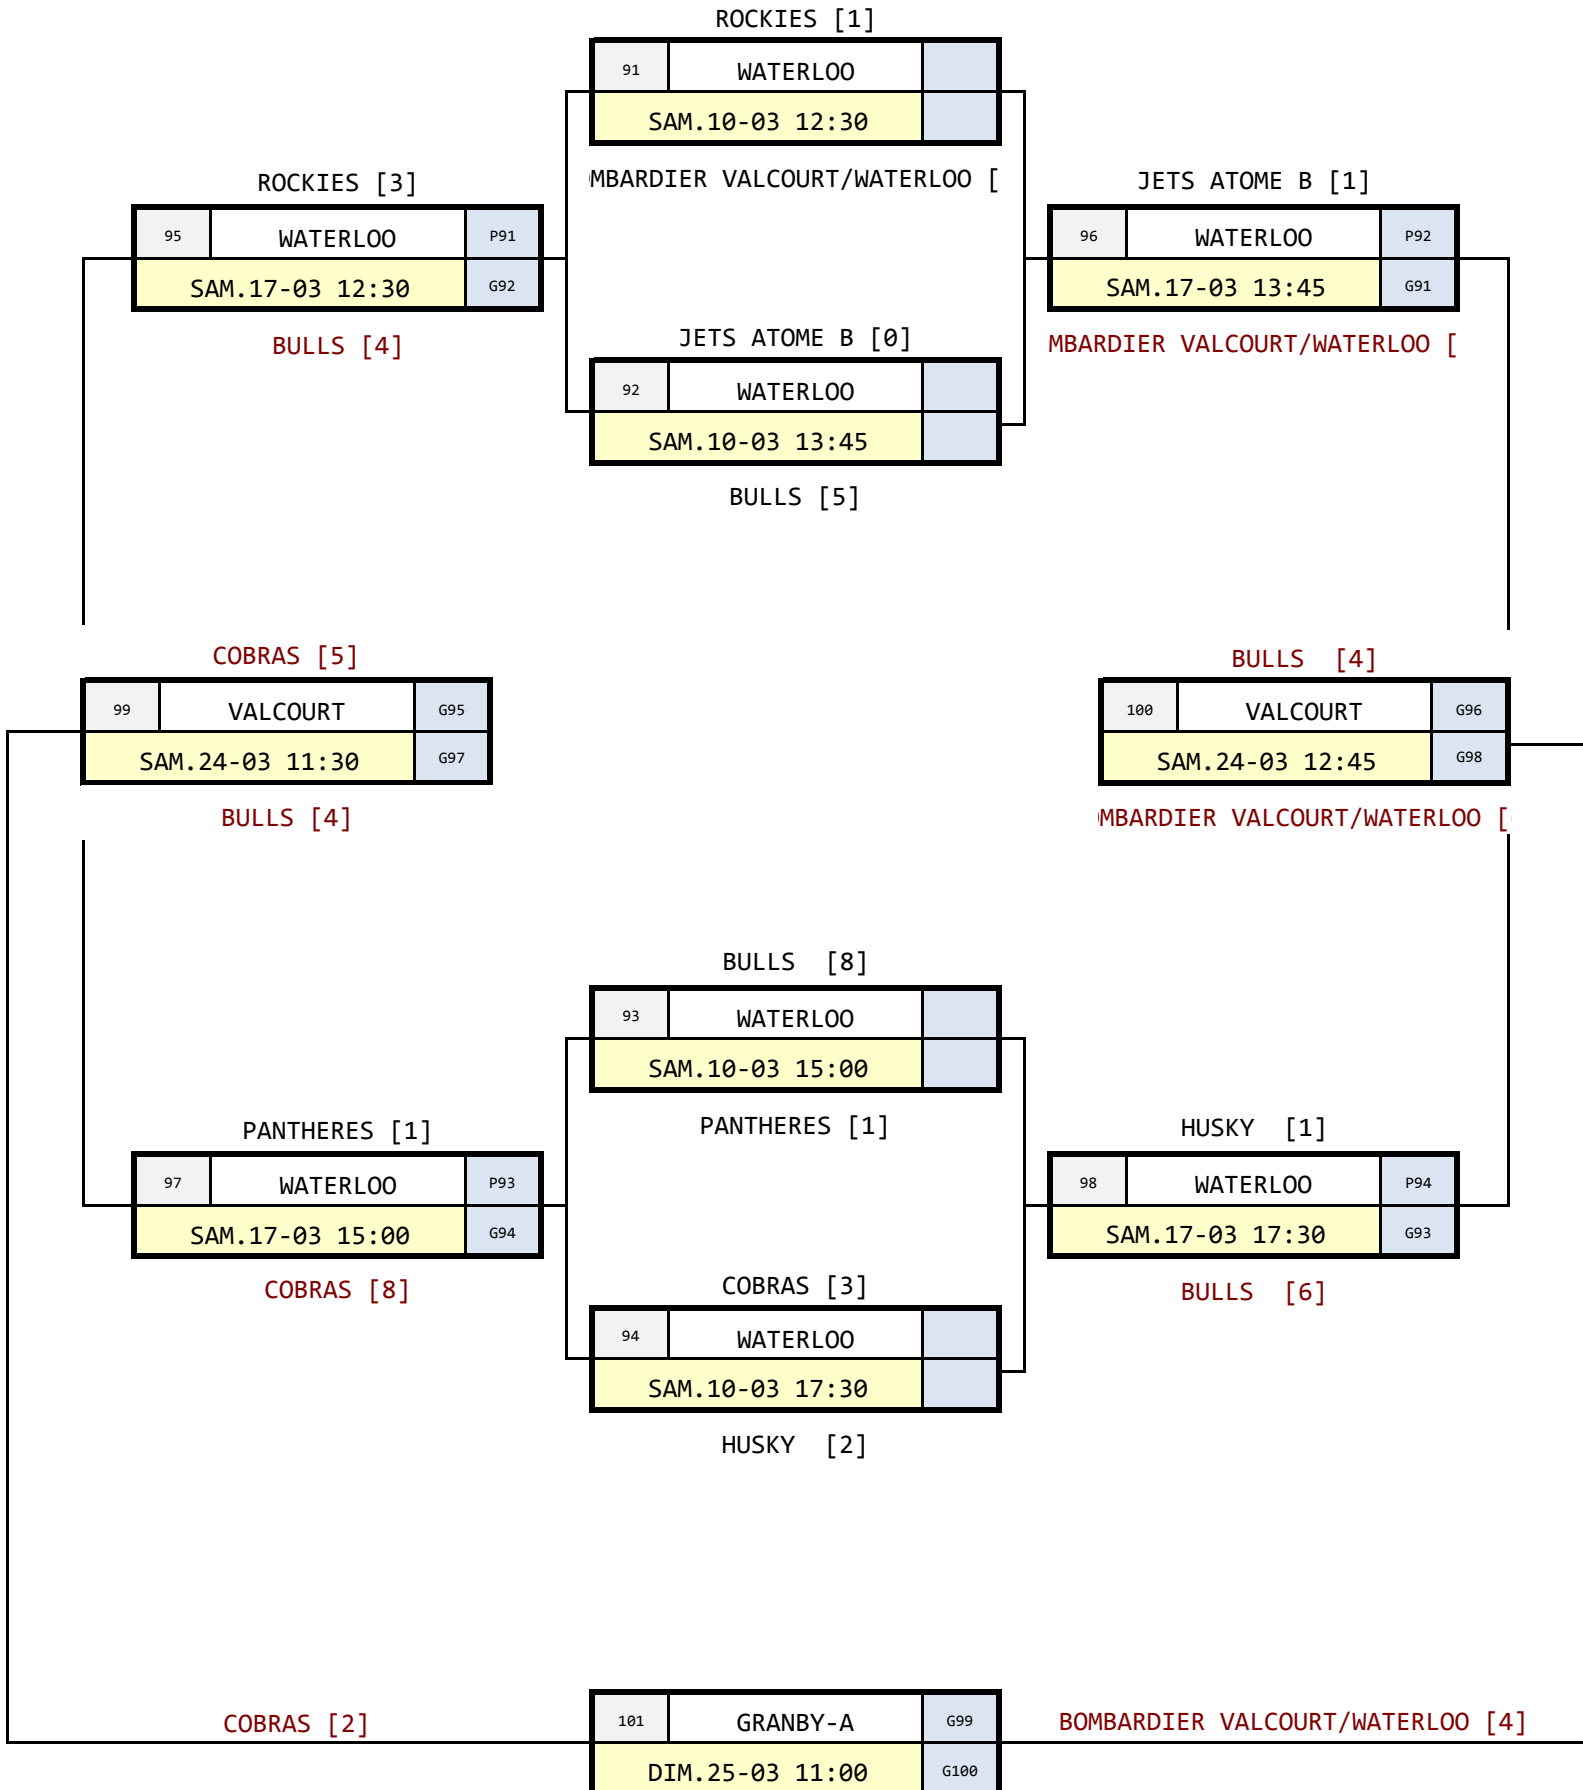 ROCKIES [1]
91 WATERLOO
SAM.10-03 12:30
MBARDIER VALCOURT/WATERLOO [
ROCKIES [3]
95 WATERLOO P91
SAM.17-03 12:30 G92
BULLS [4]
JETS ATOME B [1]
96 WATERLOO P92
SAM.17-03 13:45 G91
MBARDIER VALCOURT/WATERLOO [
JETS ATOME B [0]
92 WATERLOO
SAM.10-03 13:45
BULLS [5]
COBRAS [5]
99 VALCOURT G95
SAM.24-03 11:30 G97
BULLS [4]
BULLS [4]
100 VALCOURT G96
SAM.24-03 12:45 G98
MBARDIER VALCOURT/WATERLOO [
BULLS [8]
93 WATERLOO
SAM.10-03 15:00
PANTHERES [1]
PANTHERES [1]
97 WATERLOO P93
SAM.17-03 15:00 G94
COBRAS [8]
HUSKY [1]
98 WATERLOO P94
SAM.17-03 17:30 G93
BULLS [6]
COBRAS [3]
94 WATERLOO
SAM.10-03 17:30
HUSKY [2]
COBRAS [2]
101 GRANBY-A G99
DIM.25-03 11:00 G100
BOMBARDIER VALCOURT/WATERLOO [4]